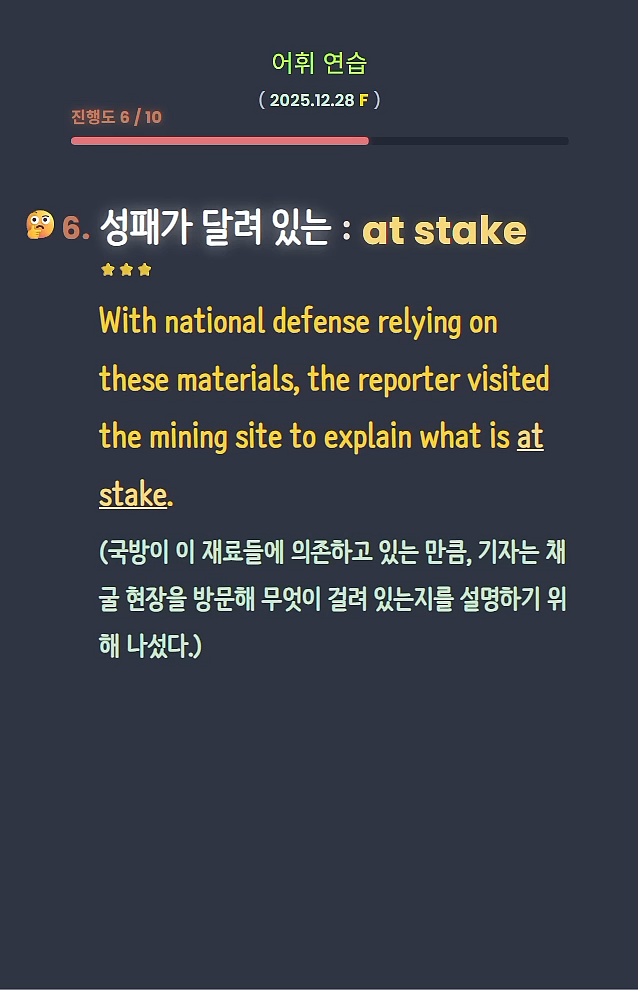 어휘 연습
( 2025.12.28 F )
진행도 6 / 10
6. 성패가 달려 있는 : at stake
With national defense relying on
these materials, the reporter visited
the mining site to explain what is at
stake.
(국방이 이 재료들에 의존하고 있는 만큼, 기자는 채
굴 현장을 방문해 무엇이 걸려 있는지를 설명하기 위
해 나섰다.)